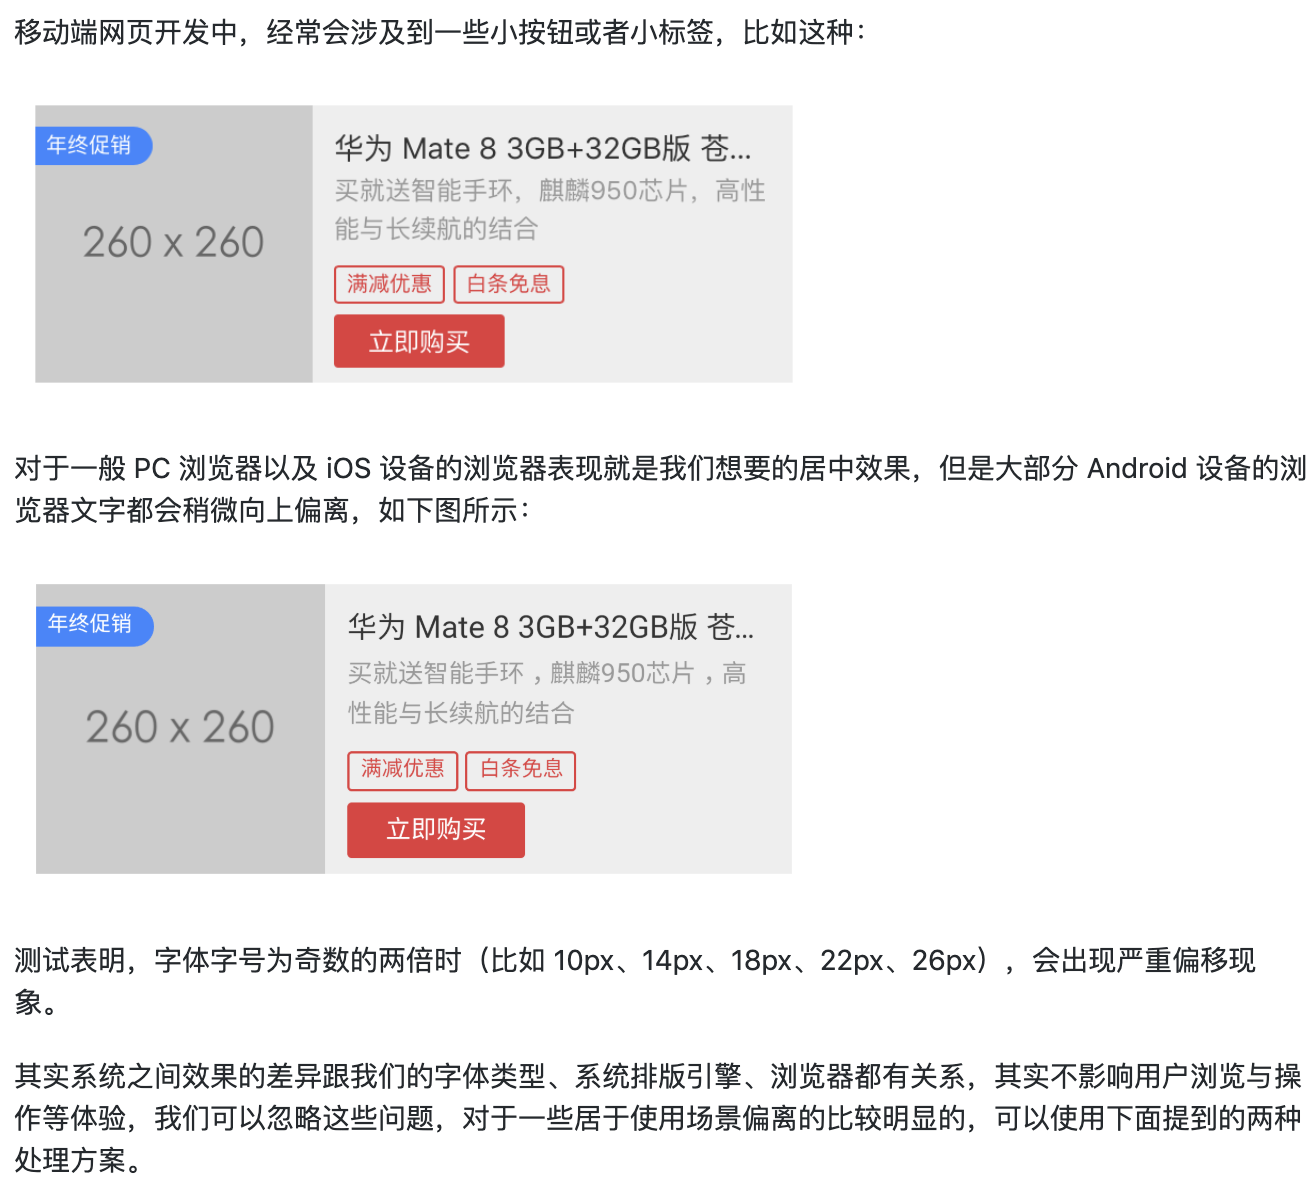 移动端网页开发中，经常会涉及到一些小按钮或者小标签，比如这种：
年终促销
260 x 260
华为 Mate 8 3GB+32GB版 苍...
买就送智能手环，麒麟950芯片，高性
能与长续航的结合
满减优惠 白条免息
立即购买
对于一般 PC 浏览器以及 iOS 设备的浏览器表现就是我们想要的居中效果，但是大部分 Android 设备的浏
览器文字都会稍微向上偏离，如下图所示：
年终促销
260 x 260
华为 Mate 8 3GB+32GB版 苍...
买就送智能手环，麒麟950芯片，高
性能与长续航的结合
满减优惠 白条免息
立即购买
测试表明，字体字号为奇数的两倍时（比如 10px、14px、18px、22px、26px），会出现严重偏移现
象。
其实系统之间效果的差异跟我们的字体类型、系统排版引擎、浏览器都有关系，其实不影响用户浏览与操
作等体验，我们可以忽略这些问题，对于一些居于使用场景偏离的比较明显的，可以使用下面提到的两种
处理方案。